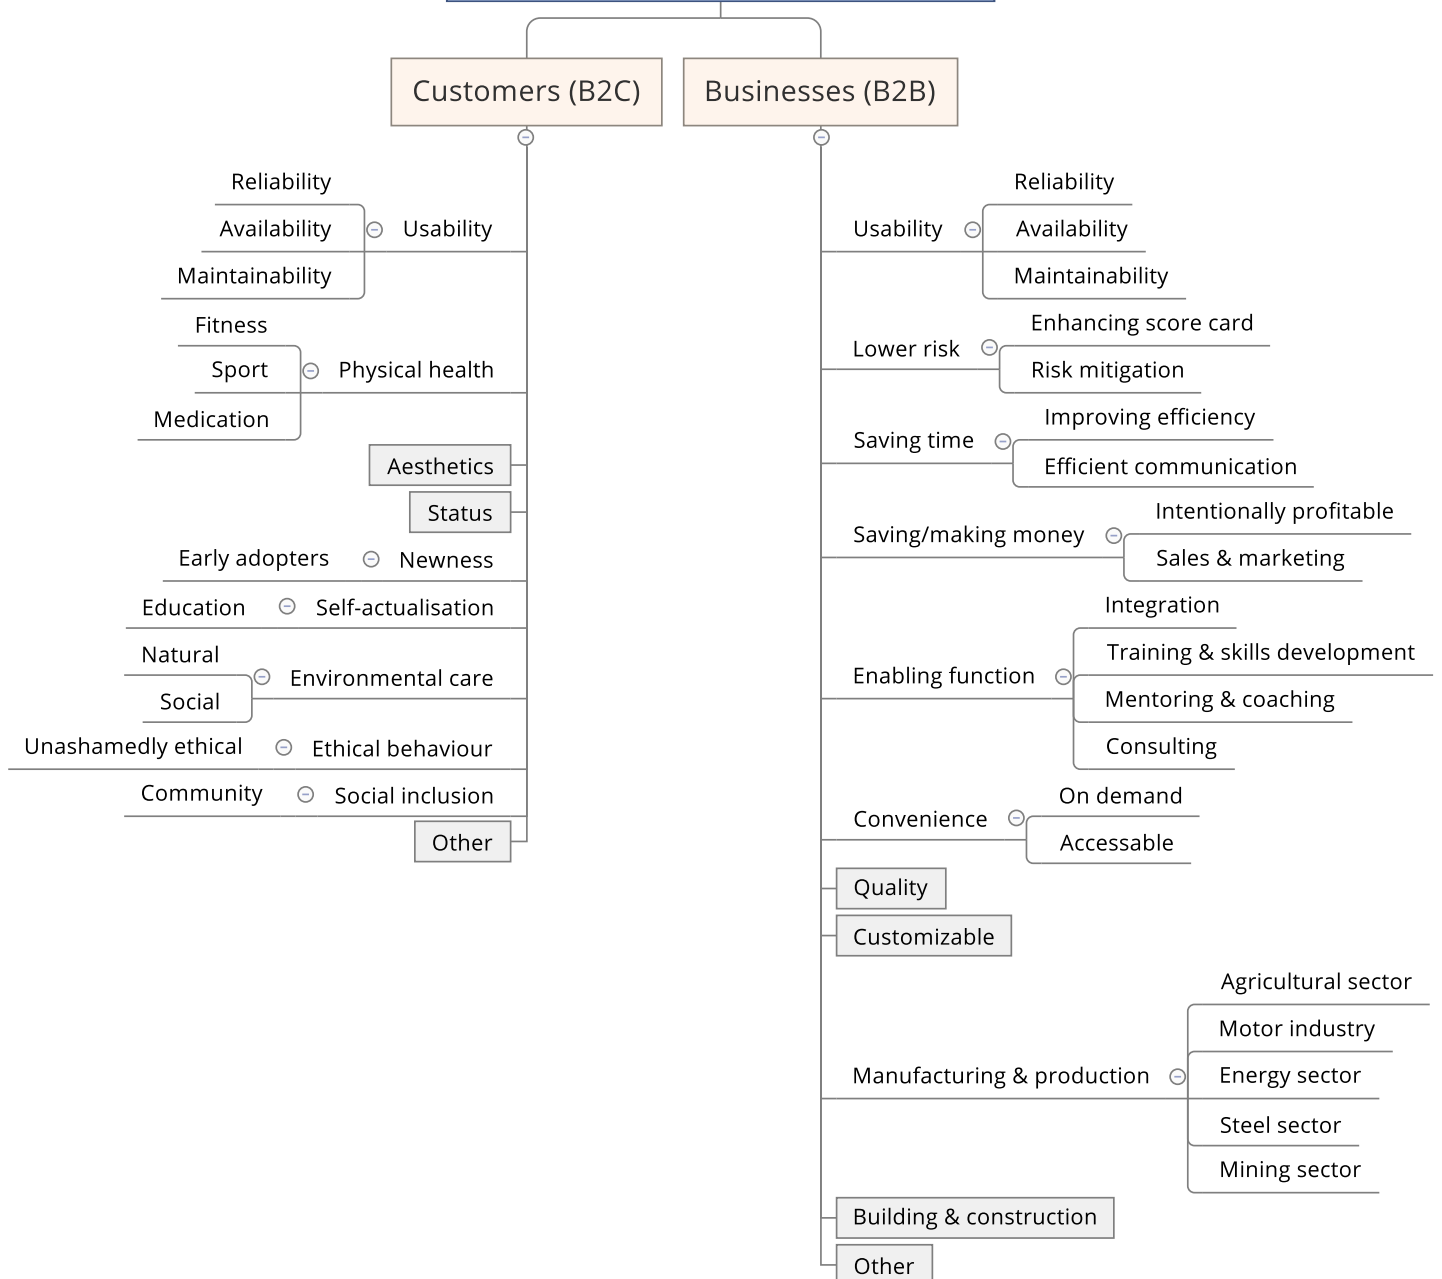 Customers (B2C)
Businesses (B2B)
Usability
Reliability
Availability
Maintainability
Physical health
Fitness
Sport
Medication
Aesthetics
Status
Newness
Early adopters
Self-actualisation
Education
Environmental care
Natural
Social
Ethical behaviour
Unashamedly ethical
Social inclusion
Community
Other
Usability
Reliability
Availability
Maintainability
Lower risk
Enhancing score card
Risk mitigation
Saving time
Improving efficiency
Efficient communication
Saving/making money
Intentionally profitable
Sales & marketing
Enabling function
Integration
Training & skills development
Mentoring & coaching
Consulting
Convenience
On demand
Accessable
Quality
Customizable
Manufacturing & production
Agricultural sector
Motor industry
Energy sector
Steel sector
Mining sector
Building & construction
Other